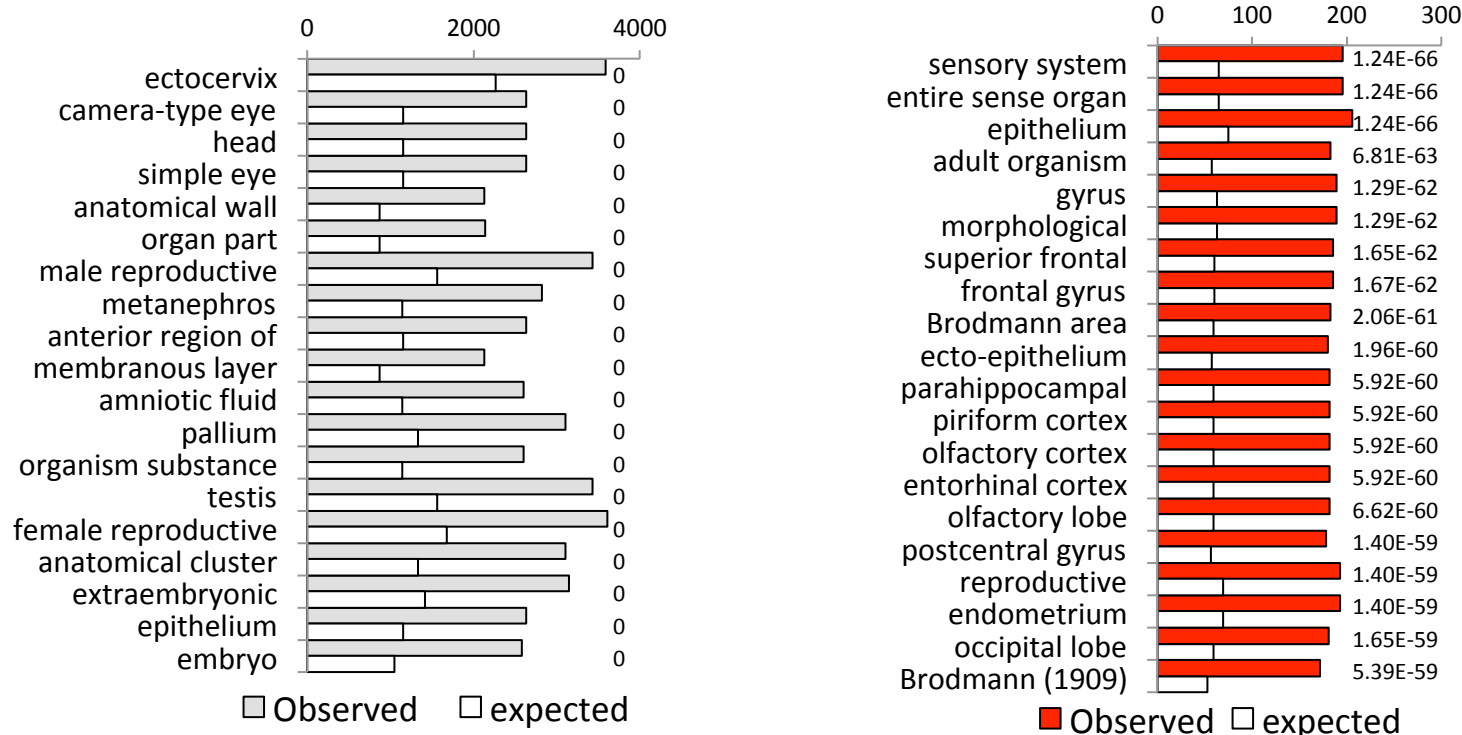 0 2000 4000
ectocervix 0
camera-type eye 0
head 0
simple eye 0
anatomical wall 0
organ part 0
male reproductive 0
metanephros 0
anterior region of 0
membranous layer 0
amniotic fluid 0
pallium 0
organism substance 0
testis 0
female reproductive 0
anatomical cluster 0
extraembryonic 0
epithelium 0
embryo 0
Observed expected
0 100 200 300
sensory system 1.24E-66
entire sense organ 1.24E-66
epithelium 1.24E-66
adult organism 6.81E-63
gyrus 1.29E-62
morphological 1.29E-62
superior frontal 1.65E-62
frontal gyrus 1.67E-62
Brodmann area 2.06E-61
ecto-epithelium 1.96E-60
parahippocampal 5.92E-60
piriform cortex 5.92E-60
olfactory cortex 5.92E-60
entorhinal cortex 5.92E-60
olfactory lobe 6.62E-60
postcentral gyrus 1.40E-59
reproductive 1.40E-59
endometrium 1.40E-59
occipital lobe 1.65E-59
Brodmann (1909) 5.39E-59
Observed expected